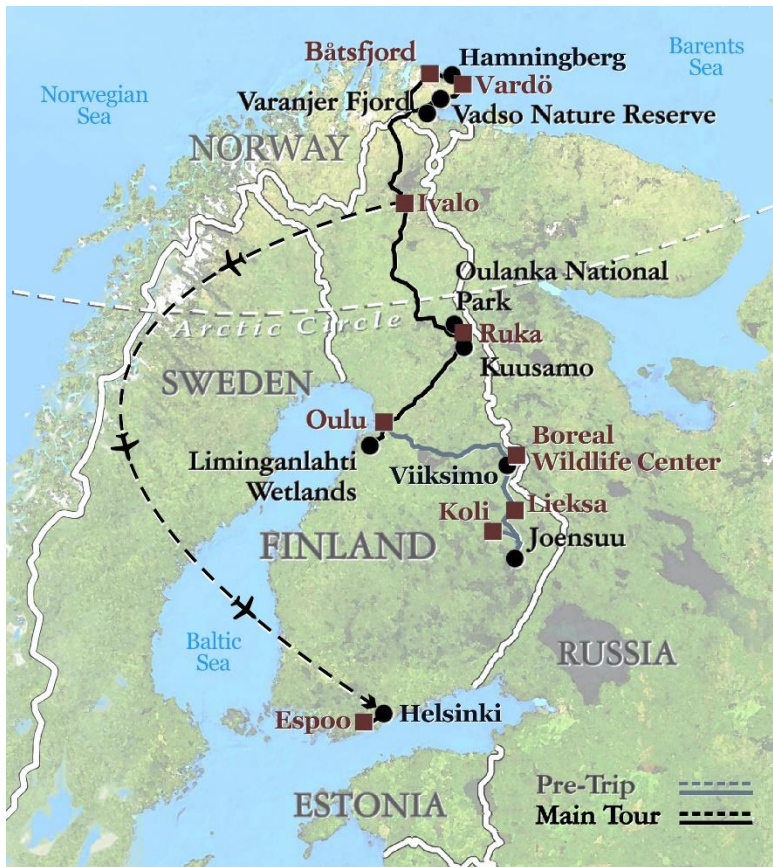 Båtsfjord
Hamningberg
Barents
Sea
Vardö
Norwegian
Sea
Varanjer Fjord
Vadso Nature Reserve
NORWAY
Ivalo
Oulanka National
Park
Arctic Circle
Ruka
Kuusamo
SWEDEN
Oulu
Boreal
Wildlife Center
Liminganlahti
Wetlands
Viiksimo
Lieksa
Koli
Joensuu
FINLAND
Baltic
Sea
RUSSIA
Espoo
Helsinki
Pre-Trip
ESTONIA
Main Tour